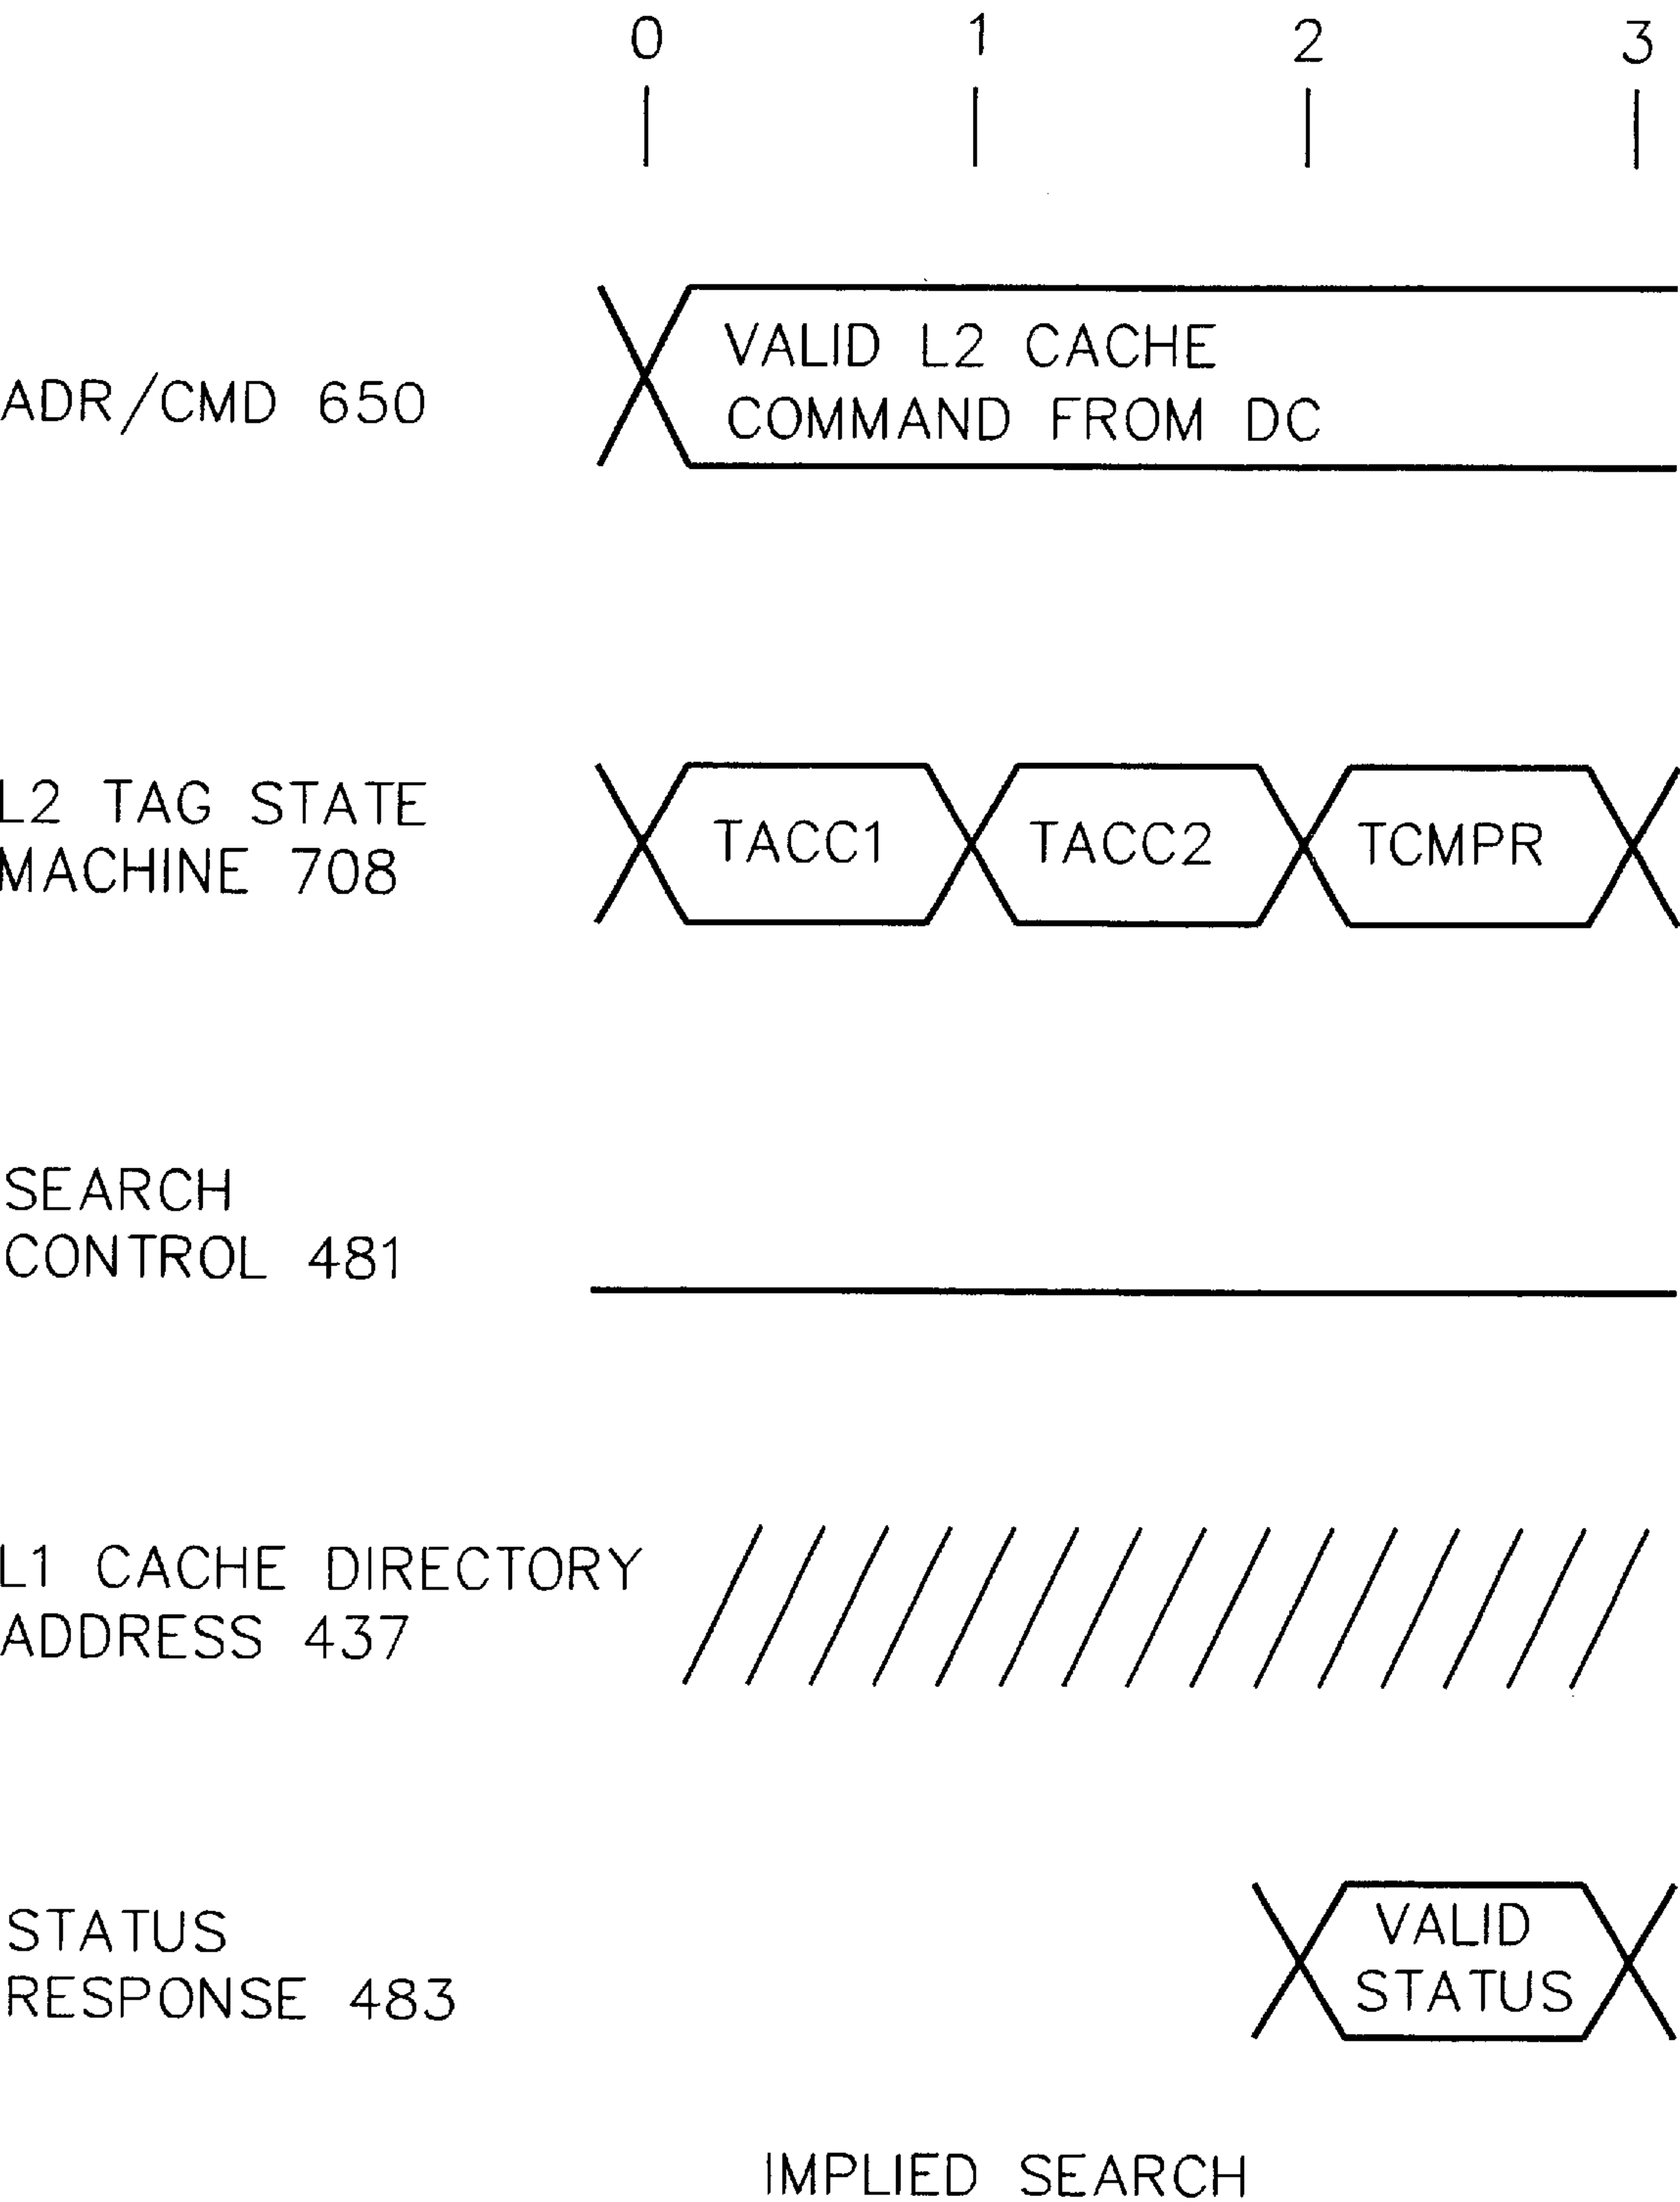 0 1 2 3
ADR/CMD 650
VALID L2 CACHE
COMMAND FROM DC
L2 TAG STATE
MACHINE 708
TACC1 TACC2 TCMPR
SEARCH
CONTROL 481
L1 CACHE DIRECTORY
ADDRESS 437
STATUS
RESPONSE 483
VALID
STATUS
IMPLIED SEARCH